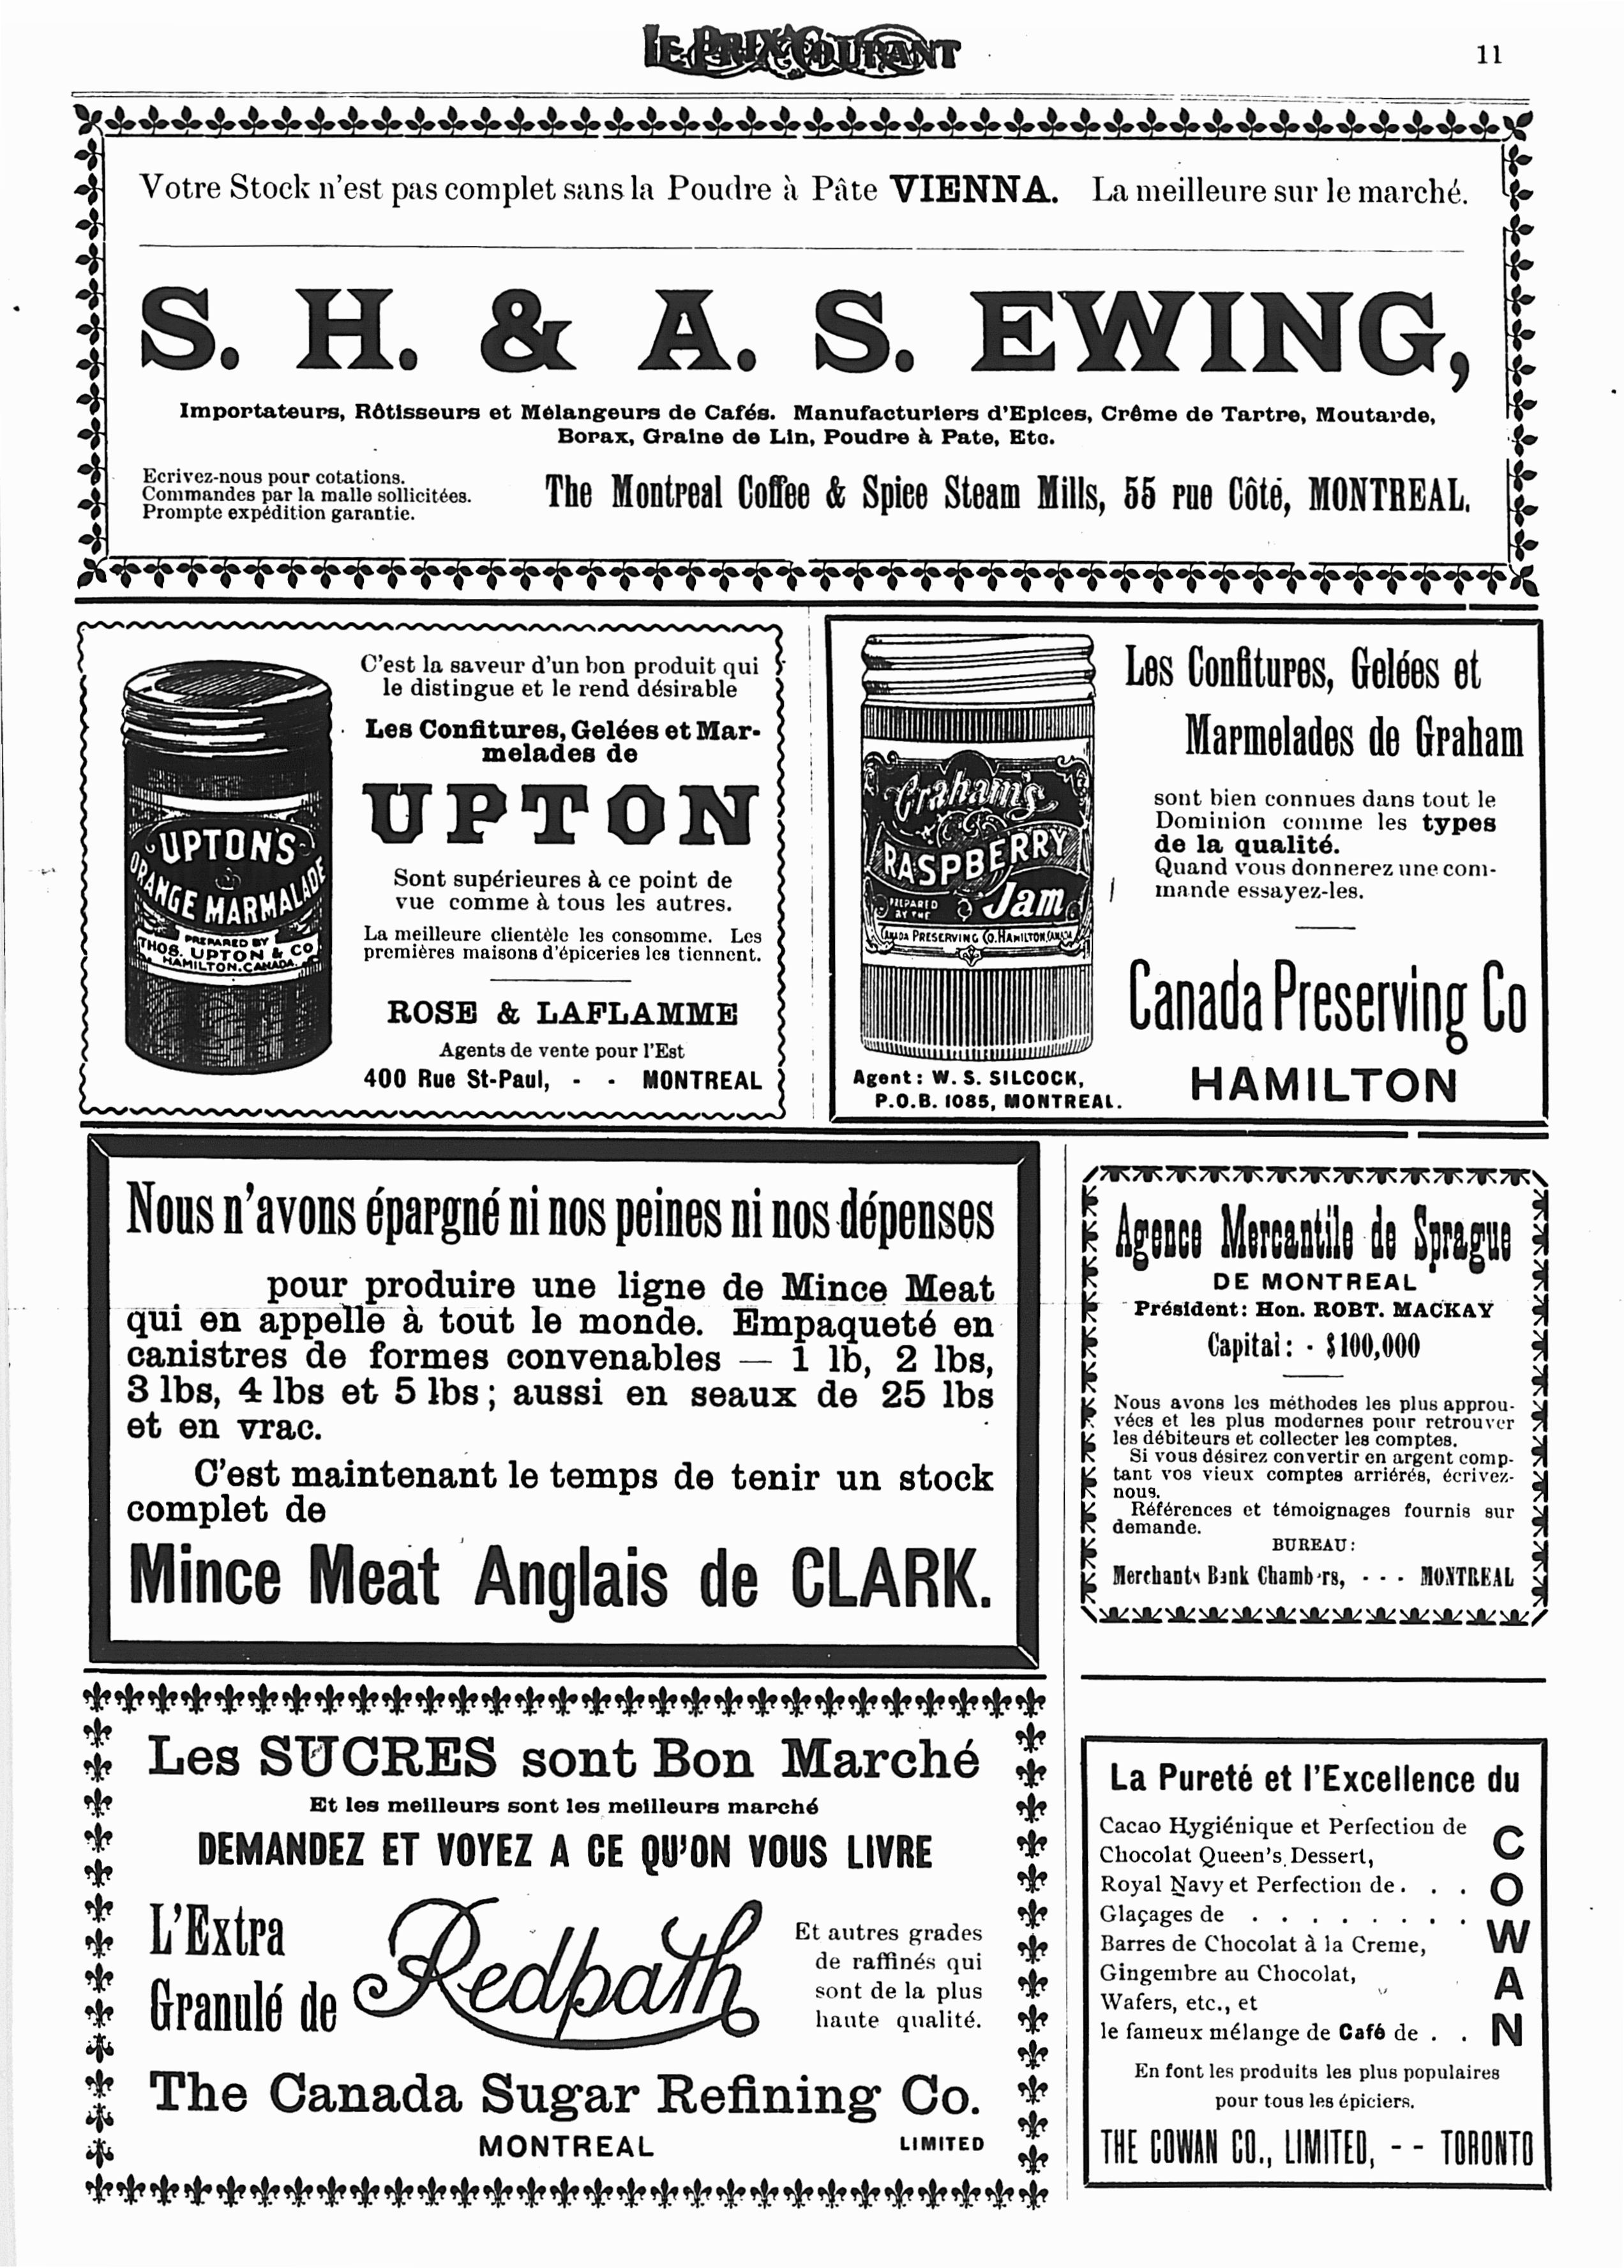 LE PRIX COURANT
11
Votre Stock n'est pas complet sans la Poudre à Pâte VIENNA. La meilleure sur le marché.
S. H. & A. S. EWING,
Importateurs, Rôtisseurs et Mélangeurs de Cafés. Manufacturiers d'Epices, Crême de Tartre, Moutarde,
Borax, Graine de Lin, Poudre à Pate, Etc.
Ecrivez-nous pour cotations.
Commandes par la malle sollicitées.
Prompte expédition garantie.
The Montreal Coffee & Spice Steam Mills, 55 rue Côté, MONTREAL.
UPTON'S
ORANGE MARMALADE
PREPARED BY
THOS. UPTON & CO
HAMILTON, CANADA.
C'est la saveur d'un bon produit qui
le distingue et le rend désirable
Les Confitures, Gelées et Mar-
melades de
UPTON
Sont supérieures à ce point de
vue comme à tous les autres.
La meilleure clientèle les consomme. Les
premières maisons d'épiceries les tiennent.
ROSE & LAFLAMME
Agents de vente pour l'Est
400 Rue St-Paul, - - MONTREAL
Graham's
RASPBERRY
Jam
PREPARED
BY THE
CANADA PRESERVING CO. HAMILTON, CANADA
Agent: W. S. SILCOCK,
P.O.B. 1085, MONTREAL.
Les Confitures, Gelées et
Marmelades de Graham
sont bien connues dans tout le
Dominion comme les types
de la qualité.
Quand vous donnerez une com-
mande essayez-les.
Canada Preserving Co
HAMILTON
Nous n'avons épargné ni nos peines ni nos dépenses
pour produire une ligne de Mince Meat
qui en appelle à tout le monde. Empaqueté en
canistres de formes convenables — 1 lb, 2 lbs,
3 lbs, 4 lbs et 5 lbs; aussi en seaux de 25 lbs
et en vrac.
C'est maintenant le temps de tenir un stock
complet de
Mince Meat Anglais de CLARK.
Agence Mercantile de Sprague
DE MONTREAL
Président: Hon. ROBT. MACKAY
Capital: - $100,000
Nous avons les méthodes les plus approu-
vées et les plus modernes pour retrouver
les débiteurs et collecter les comptes.
Si vous désirez convertir en argent comp-
tant vos vieux comptes arriérés, écrivez-
nous.
Références et témoignages fournis sur
demande.
BUREAU:
Merchants Bank Chambers, - - - MONTREAL
Les SUCRES sont Bon Marché
Et les meilleurs sont les meilleurs marché
DEMANDEZ ET VOYEZ A CE QU'ON VOUS LIVRE
L'Extra
Granulé de
Redpath
Et autres grades
de raffinés qui
sont de la plus
haute qualité.
The Canada Sugar Refining Co.
MONTREAL LIMITED
La Pureté et l'Excellence du
Cacao Hygiénique et Perfection de
Chocolat Queen's Dessert,
Royal Navy et Perfection de . . .
Glaçages de . . . . . . . .
Barres de Chocolat à la Creme,
Gingembre au Chocolat,
Wafers, etc., et
le fameux mélange de Café de . .
COWAN
En font les produits les plus populaires
pour tous les épiciers.
THE COWAN CO., LIMITED, - - TORONTO